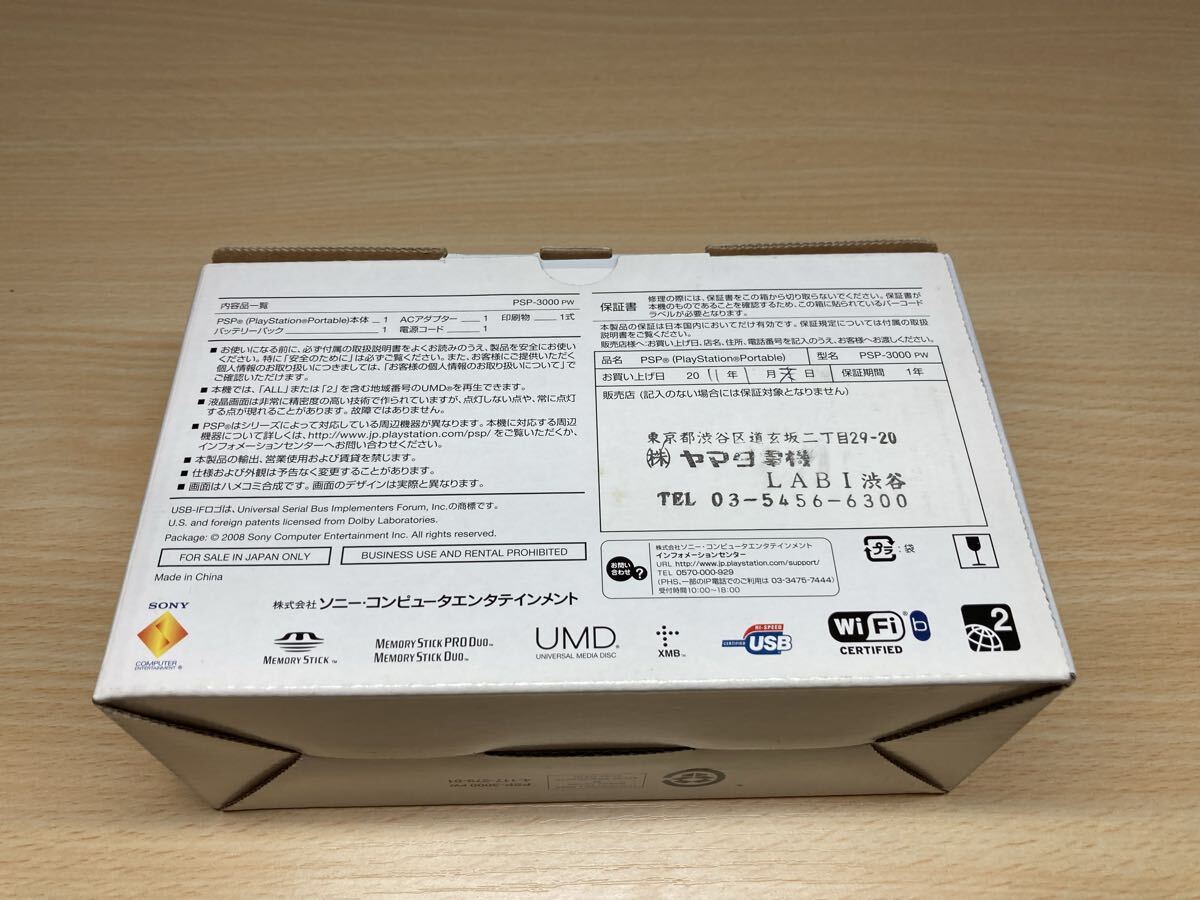 内容品一覧 PSP-3000 PW
PSP® (PlayStation®Portable)本体 1 ACアダプター 1 印刷物 1式
バッテリーパック 1 電源コード 1
■ お使いになる前に、必ず付属の取扱説明書をよくお読みのうえ、製品を安全にお使い
ください。特に「安全のために」は必ずご覧ください。また、お客様にご提供いただく
個人情報のお取り扱いにつきましては、「お客様の個人情報のお取り扱いについて」で
ご確認いただけます。
■ 本機では、「ALL」または「2」を含む地域番号のUMD®を再生できます。
■ 液晶画面は非常に精密度の高い技術で作られていますが、点灯しない点や、常に点灯
する点が現れることがあります。故障ではありません。
■ PSP®はシリーズによって対応している周辺機器が異なります。本機に対応する周辺
機器について詳しくは、http://www.jp.playstation.com/psp/ をご覧いただくか、
インフォメーションセンターへお問い合わせください。
■ 本製品の輸出、営業使用および賃貸を禁じます。
■ 仕様および外観は予告なく変更することがあります。
■ 画面はハメコミ合成です。画面のデザインは実際と異なります。
USB-IFロゴは、Universal Serial Bus Implementers Forum, Inc.の商標です。
U.S. and foreign patents licensed from Dolby Laboratories.
Package: © 2008 Sony Computer Entertainment Inc. All rights reserved.
FOR SALE IN JAPAN ONLY
BUSINESS USE AND RENTAL PROHIBITED
Made in China
保証書
修理の際には、保証書をこの箱から切り取らないでください。保証書が
本機のものであることを確認するため、この箱に貼られているバーコード
ラベルが必要となります。
本製品の保証は日本国内においてだけ有効です。保証規定については付属の取扱
説明書をご覧ください。
販売店様へ:お買い上げ日、店名、住所、電話番号を記入のうえ、お客様へお渡しください。
品名 PSP® (PlayStation®Portable) 型名 PSP-3000 PW
お買い上げ日 20 11 年 1 月 末 日 保証期間 1年
販売店 (記入のない場合には保証対象となりません)
東京都渋谷区道玄坂二丁目29-20
㈱ ヤマダ電機
LABI渋谷
TEL 03-5456-6300
お問い
合わせ ?
株式会社ソニー・コンピュータエンタテインメント
インフォメーションセンター
URL http://www.jp.playstation.com/support/
TEL 0570-000-929
(PHS、一部のIP電話でのご利用は 03-3475-7444)
受付時間10:00~18:00
プラ : 袋
SONY
COMPUTER
ENTERTAINMENT ®
株式会社 ソニー・コンピュータエンタテインメント
MEMORY STICK™
MEMORY STICK PRO DUO™
MEMORY STICK DUO™
UMD®
UNIVERSAL MEDIA DISC
XMB™
HI-SPEED
CERTIFIED USB
Wi Fi ® b
CERTIFIED
2
PSP-3000 PW
4-117-279-01